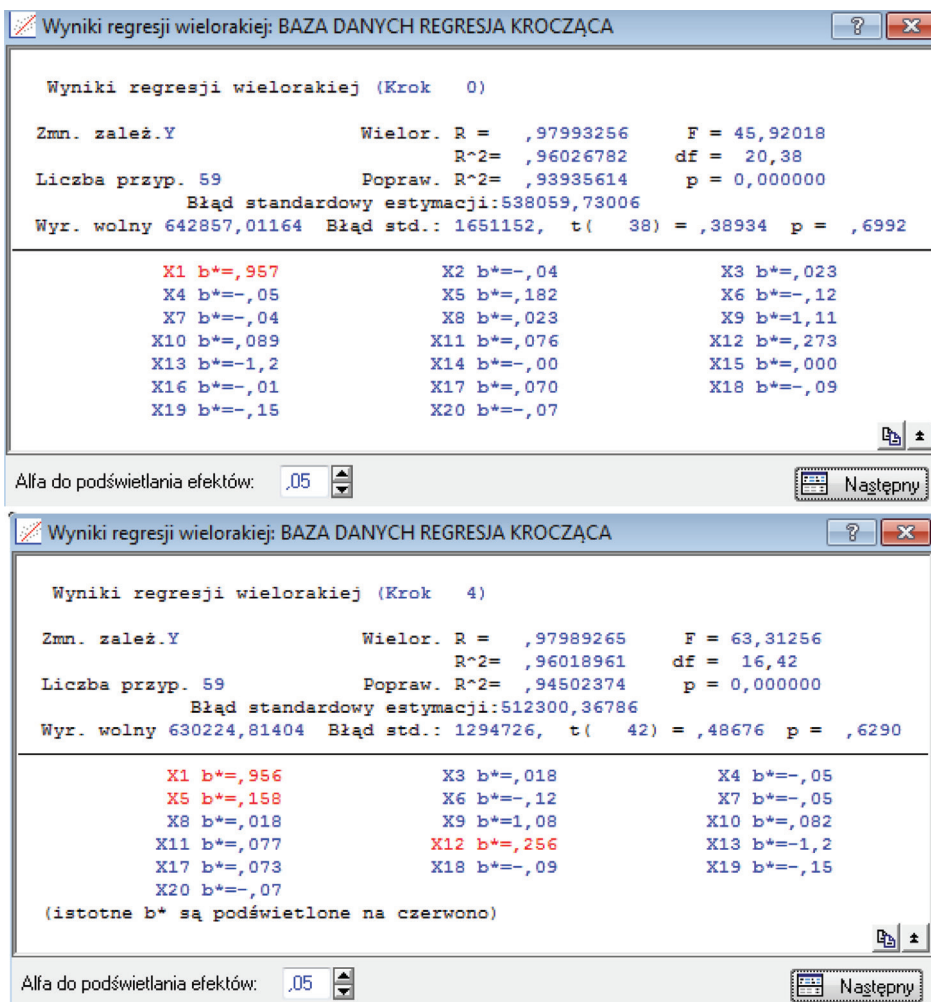 Wyniki regresji wielorakiej: BAZA DANYCH REGRESJA KROCZĄCA
Wyniki regresji wielorakiej (Krok 0)
Zmn. zależ.Y Wielor. R = ,97993256 F = 45,92018
R^2= ,96026782 df = 20,38
Liczba przyp. 59 Popraw. R^2= ,93935614 p = 0,000000
Błąd standardowy estymacji:538059,73006
Wyr. wolny 642857,01164 Błąd std.: 1651152, t( 38) = ,38934 p = ,6992
X1 b*=,957 X2 b*=-,04 X3 b*=,023
X4 b*=-,05 X5 b*=,182 X6 b*=-,12
X7 b*=-,04 X8 b*=,023 X9 b*=1,11
X10 b*=,089 X11 b*=,076 X12 b*=,273
X13 b*=-1,2 X14 b*=-,00 X15 b*=,000
X16 b*=-,01 X17 b*=,070 X18 b*=-,09
X19 b*=-,15 X20 b*=-,07
Alfa do podświetlania efektów: ,05 Następny
Wyniki regresji wielorakiej: BAZA DANYCH REGRESJA KROCZĄCA
Wyniki regresji wielorakiej (Krok 4)
Zmn. zależ.Y Wielor. R = ,97989265 F = 63,31256
R^2= ,96018961 df = 16,42
Liczba przyp. 59 Popraw. R^2= ,94502374 p = 0,000000
Błąd standardowy estymacji:512300,36786
Wyr. wolny 630224,81404 Błąd std.: 1294726, t( 42) = ,48676 p = ,6290
X1 b*=,956 X3 b*=,018 X4 b*=-,05
X5 b*=,158 X6 b*=-,12 X7 b*=-,05
X8 b*=,018 X9 b*=1,08 X10 b*=,082
X11 b*=,077 X12 b*=,256 X13 b*=-1,2
X17 b*=,073 X18 b*=-,09 X19 b*=-,15
X20 b*=-,07
(istotne b* są podświetlone na czerwono)
Alfa do podświetlania efektów: ,05 Następny